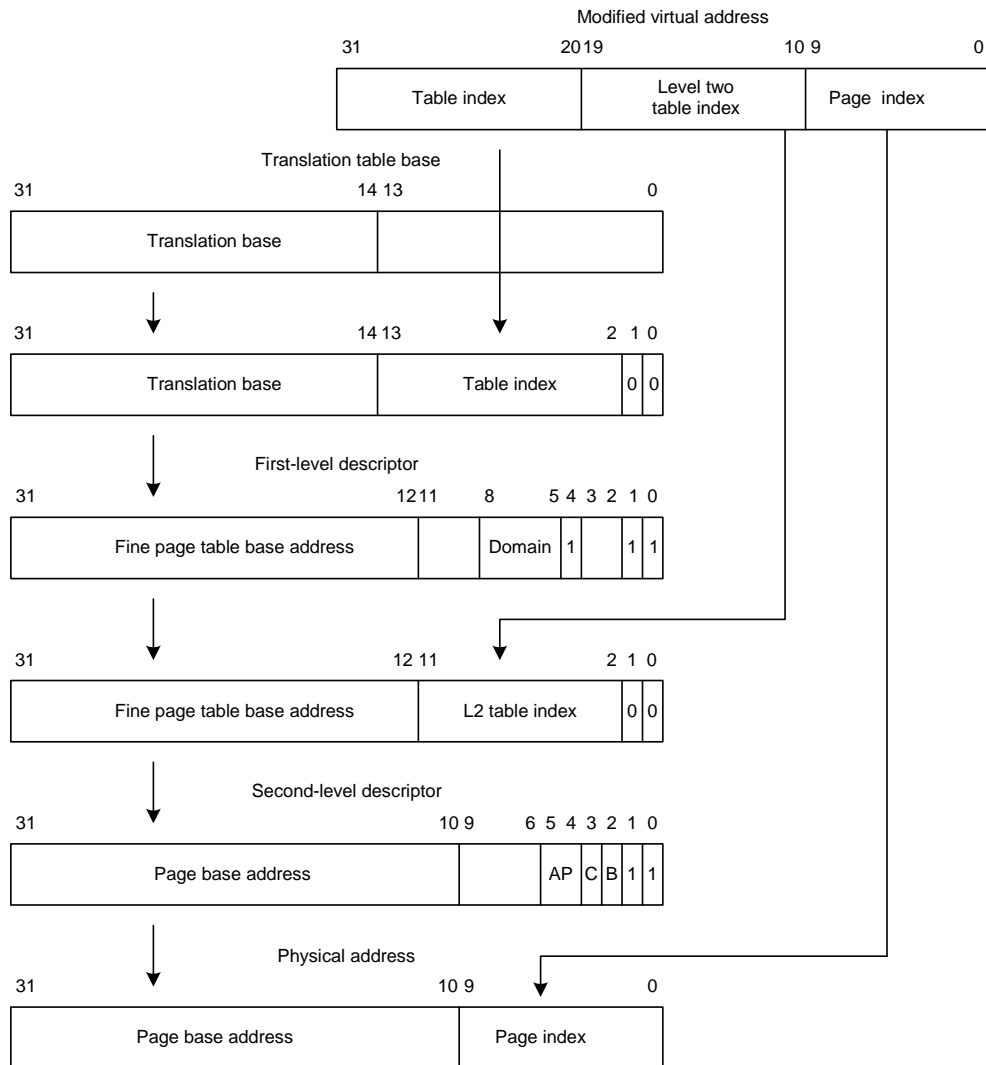 Modified virtual address
31 20 19 10 9 0
Table index
Level two
table index
Page index
Translation table base
31 14 13 0
Translation base
31 14 13 2 1 0
Translation base Table index 0 0
First-level descriptor
31 12 11 8 5 4 3 2 1 0
Fine page table base address Domain 1 1 1
31 12 11 2 1 0
Fine page table base address L2 table index 0 0
Second-level descriptor
31 10 9 6 5 4 3 2 1 0
Page base address AP C B 1 1
Physical address
31 10 9 0
Page base address Page index